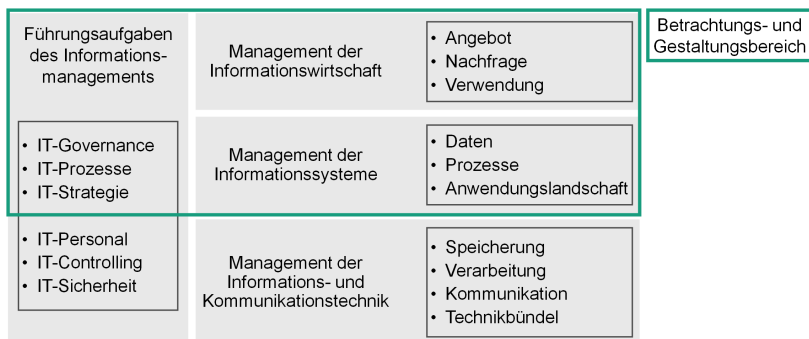 Führungsaufgaben
des Informations-
managements
• IT-Governance
• IT-Prozesse
• IT-Strategie
• IT-Personal
• IT-Controlling
• IT-Sicherheit
Management der
Informationswirtschaft
• Angebot
• Nachfrage
• Verwendung
Management der
Informationssysteme
• Daten
• Prozesse
• Anwendungslandschaft
Management der
Informations- und
Kommunikationstechnik
• Speicherung
• Verarbeitung
• Kommunikation
• Technikbündel
Betrachtungs- und
Gestaltungsbereich